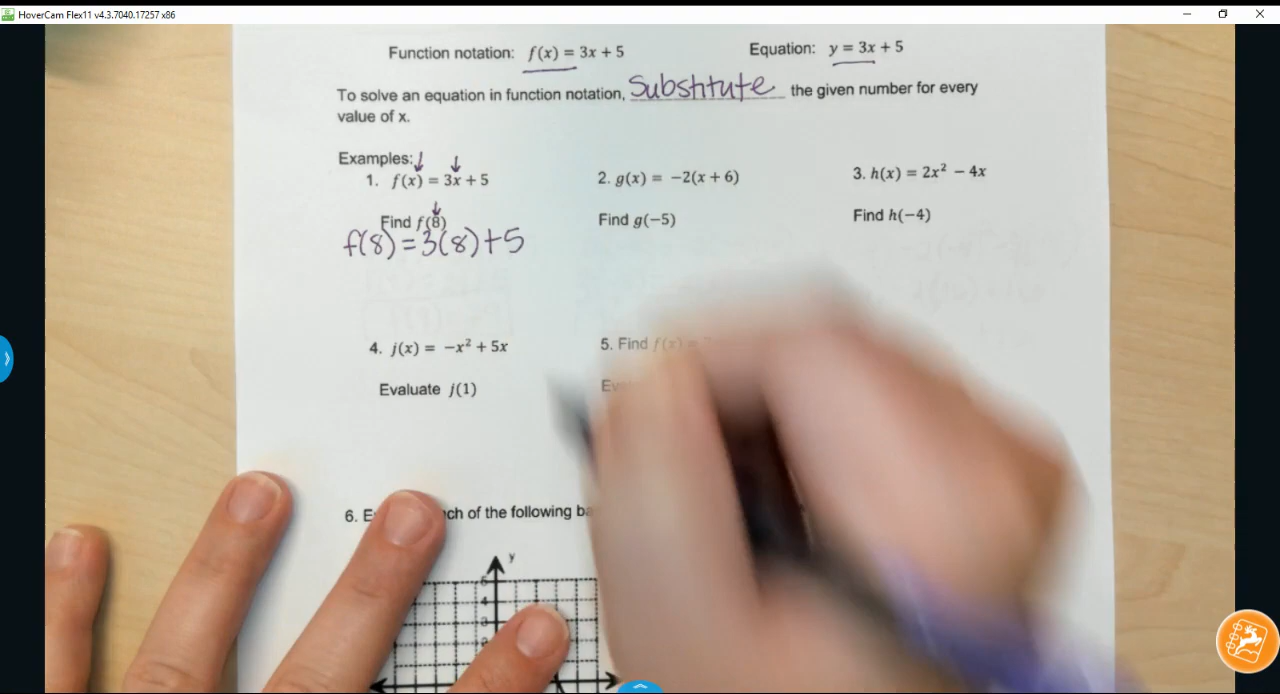 HoverCam Flex11 v4.3.7040.17257 x86
Function notation: f(x) = 3x + 5 Equation: y = 3x + 5
To solve an equation in function notation, Substitute the given number for every
value of x.
Examples:
1. f(x) = 3x + 5 2. g(x) = −2(x + 6) 3. h(x) = 2x² − 4x
Find f(8) Find g(−5) Find h(−4)
f(8) = 3(8) + 5
4. j(x) = −x² + 5x 5. Find f(x) =
Evaluate j(1)
6. of the following
y
5
4
3